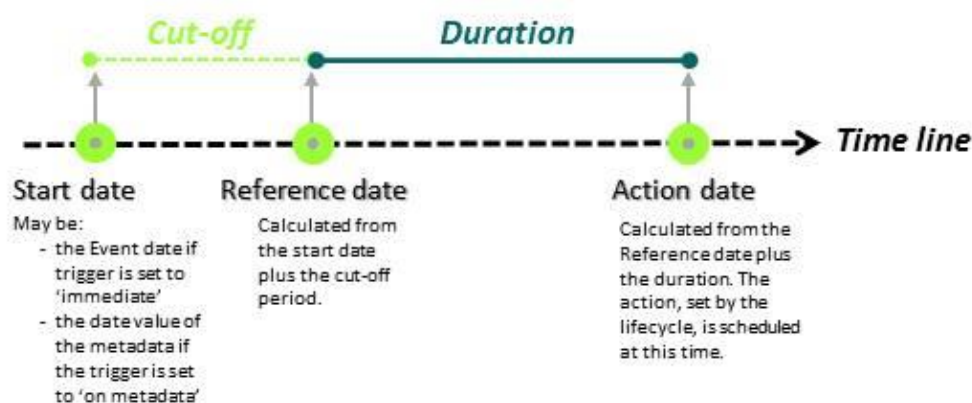 Cut-off
Duration
Time line
Start date
May be:
- the Event date if
trigger is set to
'immediate'
- the date value of
the metadata if
the trigger is set
to 'on metadata'
Reference date
Calculated from
the start date
plus the cut-off
period.
Action date
Calculated from the
Reference date plus
the duration. The
action, set by the
lifecycle, is scheduled
at this time.